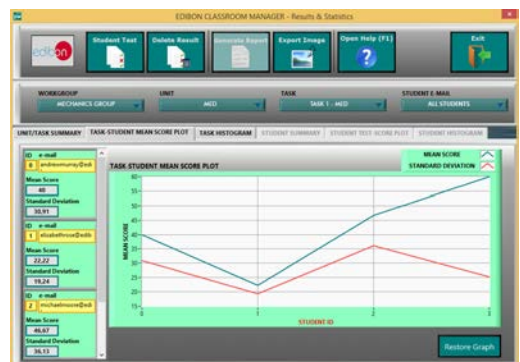 EDIBON CLASSROOM MANAGER - Results & Statistics
edibon
Student Test
Delete Result
Generate Report
Export Image
Open Help (F1)
Exit
WORKGROUP
UNIT
TASK
STUDENT E-MAIL
MECHANICS GROUP
MED
TASK 1 - MED
ALL STUDENTS
UNIT/TASK SUMMARY
TASK-STUDENT MEAN SCORE PLOT
TASK HISTOGRAM
STUDENT SUMMARY
STUDENT TEST-SCORE PLOT
STUDENT HISTOGRAM
ID e-mail
0
Mean Score
40
Standard Deviation
30,91
ID e-mail
1
Mean Score
22,22
Standard Deviation
19,24
ID e-mail
2
Mean Score
46,67
Standard Deviation
36,13
TASK-STUDENT MEAN SCORE PLOT
MEAN SCORE
STANDARD DEVIATION
MEAN SCORE
60
55
50
45
40
35
30
25
20
15
0
1
2
3
STUDENT ID
Restore Graph